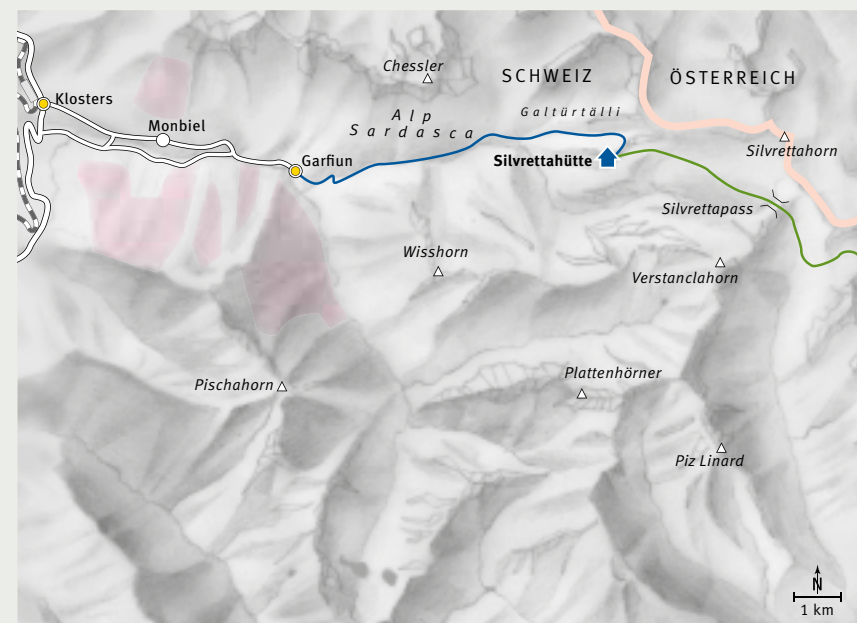 Chessler
SCHWEIZ
ÖSTERREICH
Klosters
Alp
Sardasca
Galtürtälli
Monbiel
Silvrettahorn
Garfiun
Silvrettahütte
Silvrettapass
Wisshorn
Verstanclahorn
Plattenhörner
Pischahorn
Piz Linard
N
1 km